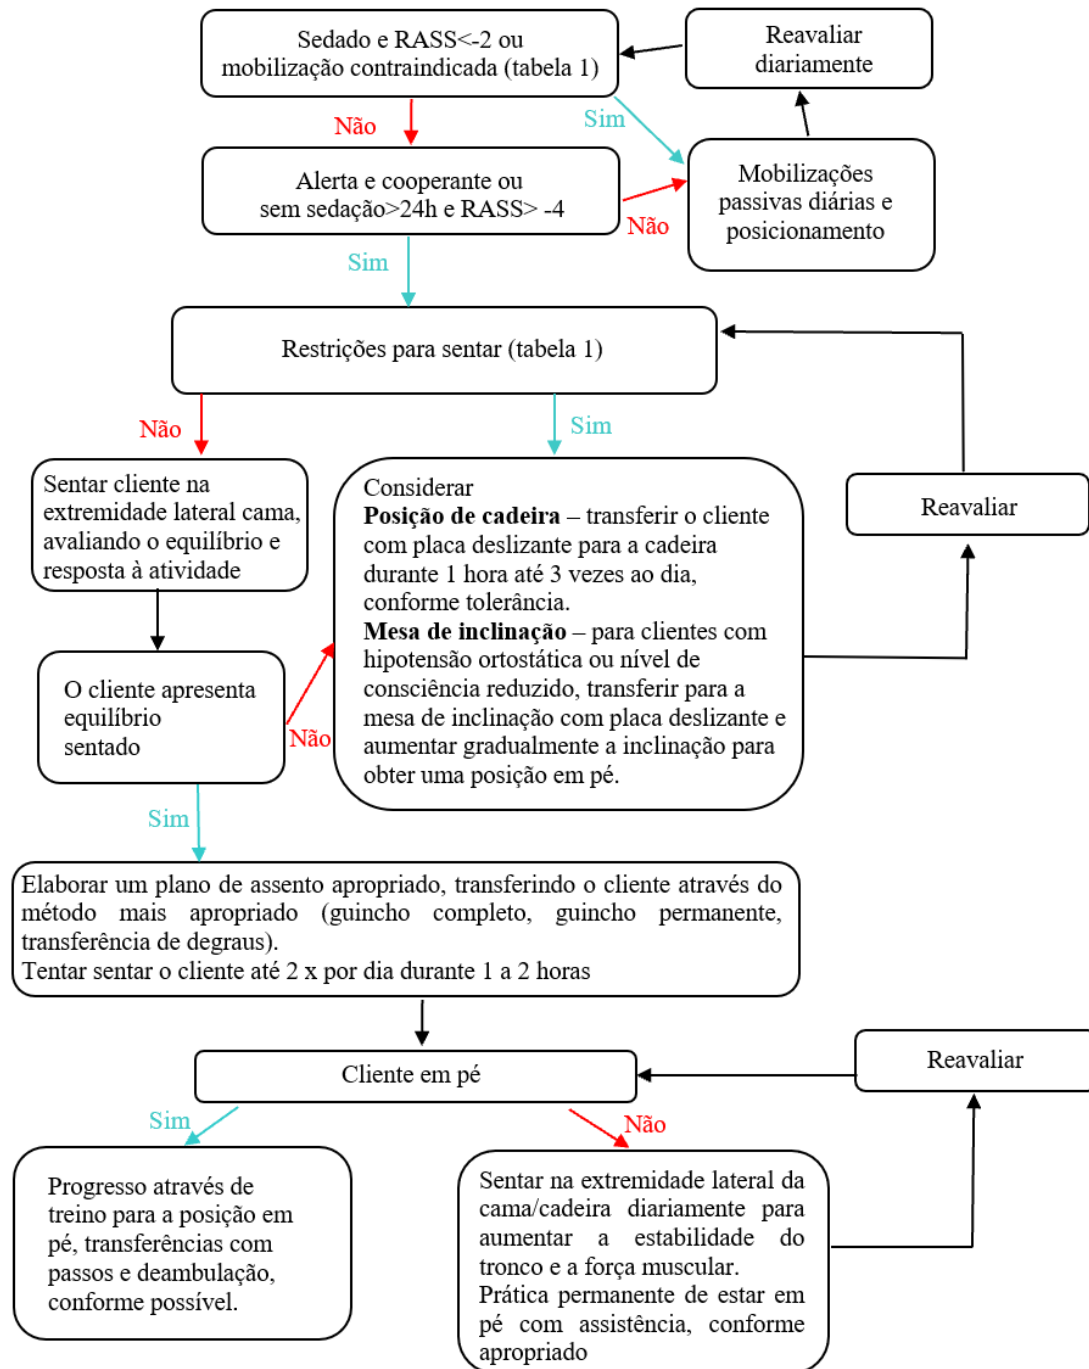 Sedado e RASS<-2 ou
mobilização contraindicada (tabela 1)
Reavaliar
diariamente
Não
Sim
Alerta e cooperante ou
sem sedação>24h e RASS> -4
Não
Mobilizações
passivas diárias e
posicionamento
Sim
Restrições para sentar (tabela 1)
Não
Sim
Sentar cliente na
extremidade lateral cama,
avaliando o equilíbrio e
resposta à atividade
Considerar
Posição de cadeira – transferir o cliente
com placa deslizante para a cadeira
durante 1 hora até 3 vezes ao dia,
conforme tolerância.
Mesa de inclinação – para clientes com
hipotensão ortostática ou nível de
consciência reduzido, transferir para a
mesa de inclinação com placa deslizante e
aumentar gradualmente a inclinação para
obter uma posição em pé.
Reavaliar
O cliente apresenta
equilíbrio
sentado
Não
Sim
Elaborar um plano de assento apropriado, transferindo o cliente através do
método mais apropriado (guincho completo, guincho permanente,
transferência de degraus).
Tentar sentar o cliente até 2 x por dia durante 1 a 2 horas
Cliente em pé
Reavaliar
Sim
Não
Progresso através de
treino para a posição em
pé, transferências com
passos e deambulação,
conforme possível.
Sentar na extremidade lateral da
cama/cadeira diariamente para
aumentar a estabilidade do
tronco e a força muscular.
Prática permanente de estar em
pé com assistência, conforme
apropriado